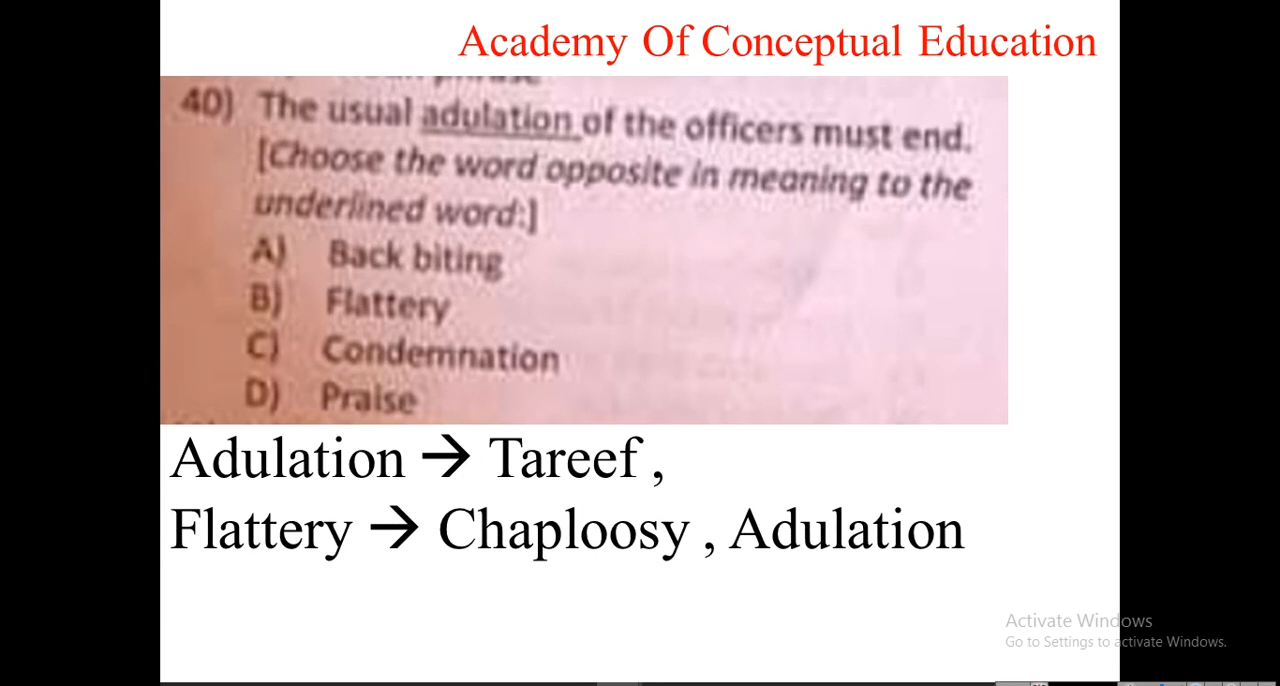 Academy Of Conceptual Education
40) The usual adulation of the officers must end.
[Choose the word opposite in meaning to the
underlined word:]
A) Back biting
B) Flattery
C) Condemnation
D) Praise
Adulation → Tareef ,
Flattery → Chaploosy , Adulation
Activate Windows
Go to Settings to activate Windows.